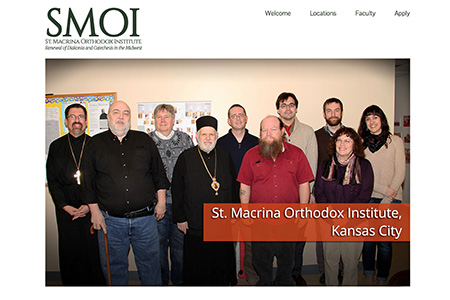 SMOI
St. Macrina Orthodox Institute
Renewal of Diakonia and Catechesis in the Midwest
Welcome
Locations
Faculty
Apply
St. Macrina Orthodox Institute,
Kansas City